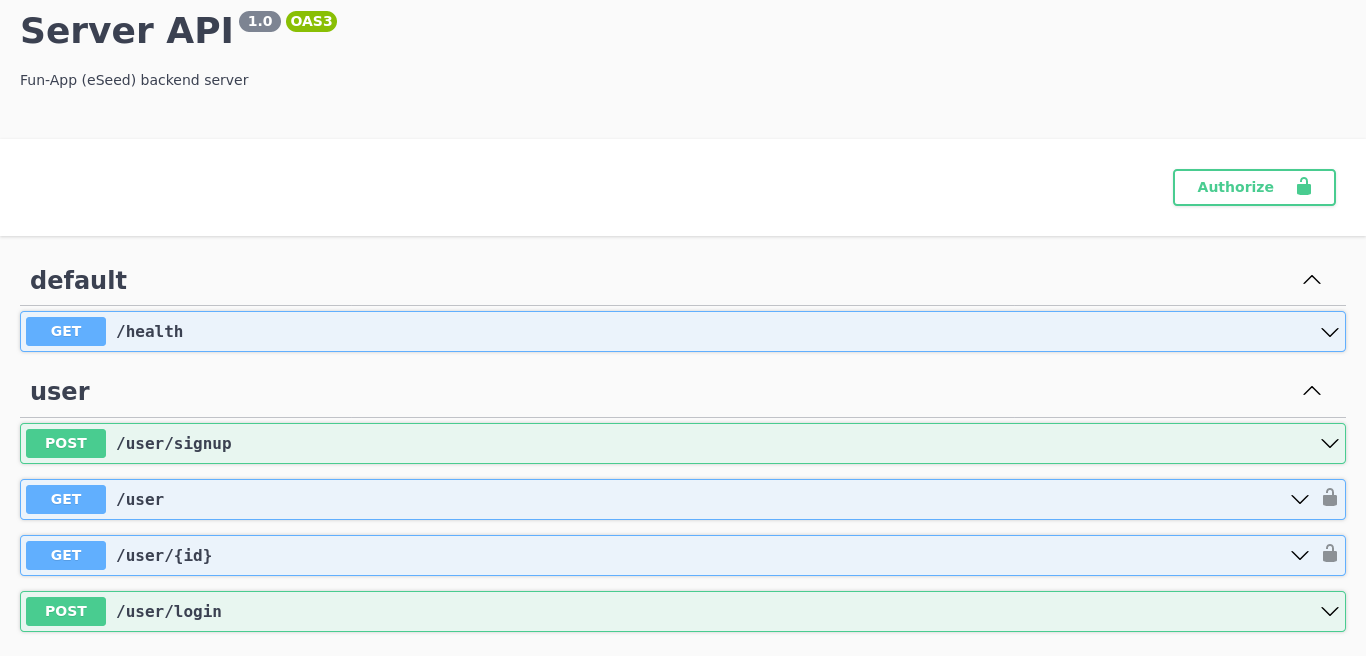 Server API 1.0 OAS3
Fun-App (eSeed) backend server
Authorize
default
GET /health
user
POST /user/signup
GET /user
GET /user/{id}
POST /user/login